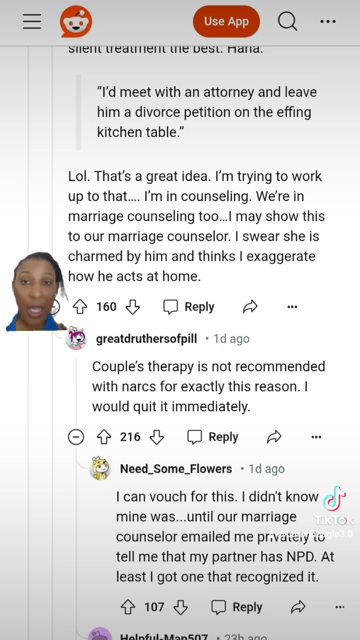 Use App
silent treatment the best. Haha.
"I'd meet with an attorney and leave
him a divorce petition on the effing
kitchen table."
Lol. That's a great idea. I'm trying to work
up to that.... I'm in counseling. We're in
marriage counseling too...I may show this
to our marriage counselor. I swear she is
charmed by him and thinks I exaggerate
how he acts at home.
160 Reply
greatdruthersofpill • 1d ago
Couple's therapy is not recommended
with narcs for exactly this reason. I
would quit it immediately.
216 Reply
Need_Some_Flowers • 1d ago
I can vouch for this. I didn't know
mine was...until our marriage
counselor emailed me privately to
tell me that my partner has NPD. At
least I got one that recognized it.
TikTok
107 Reply
Helpful-Man507 • 23h ago